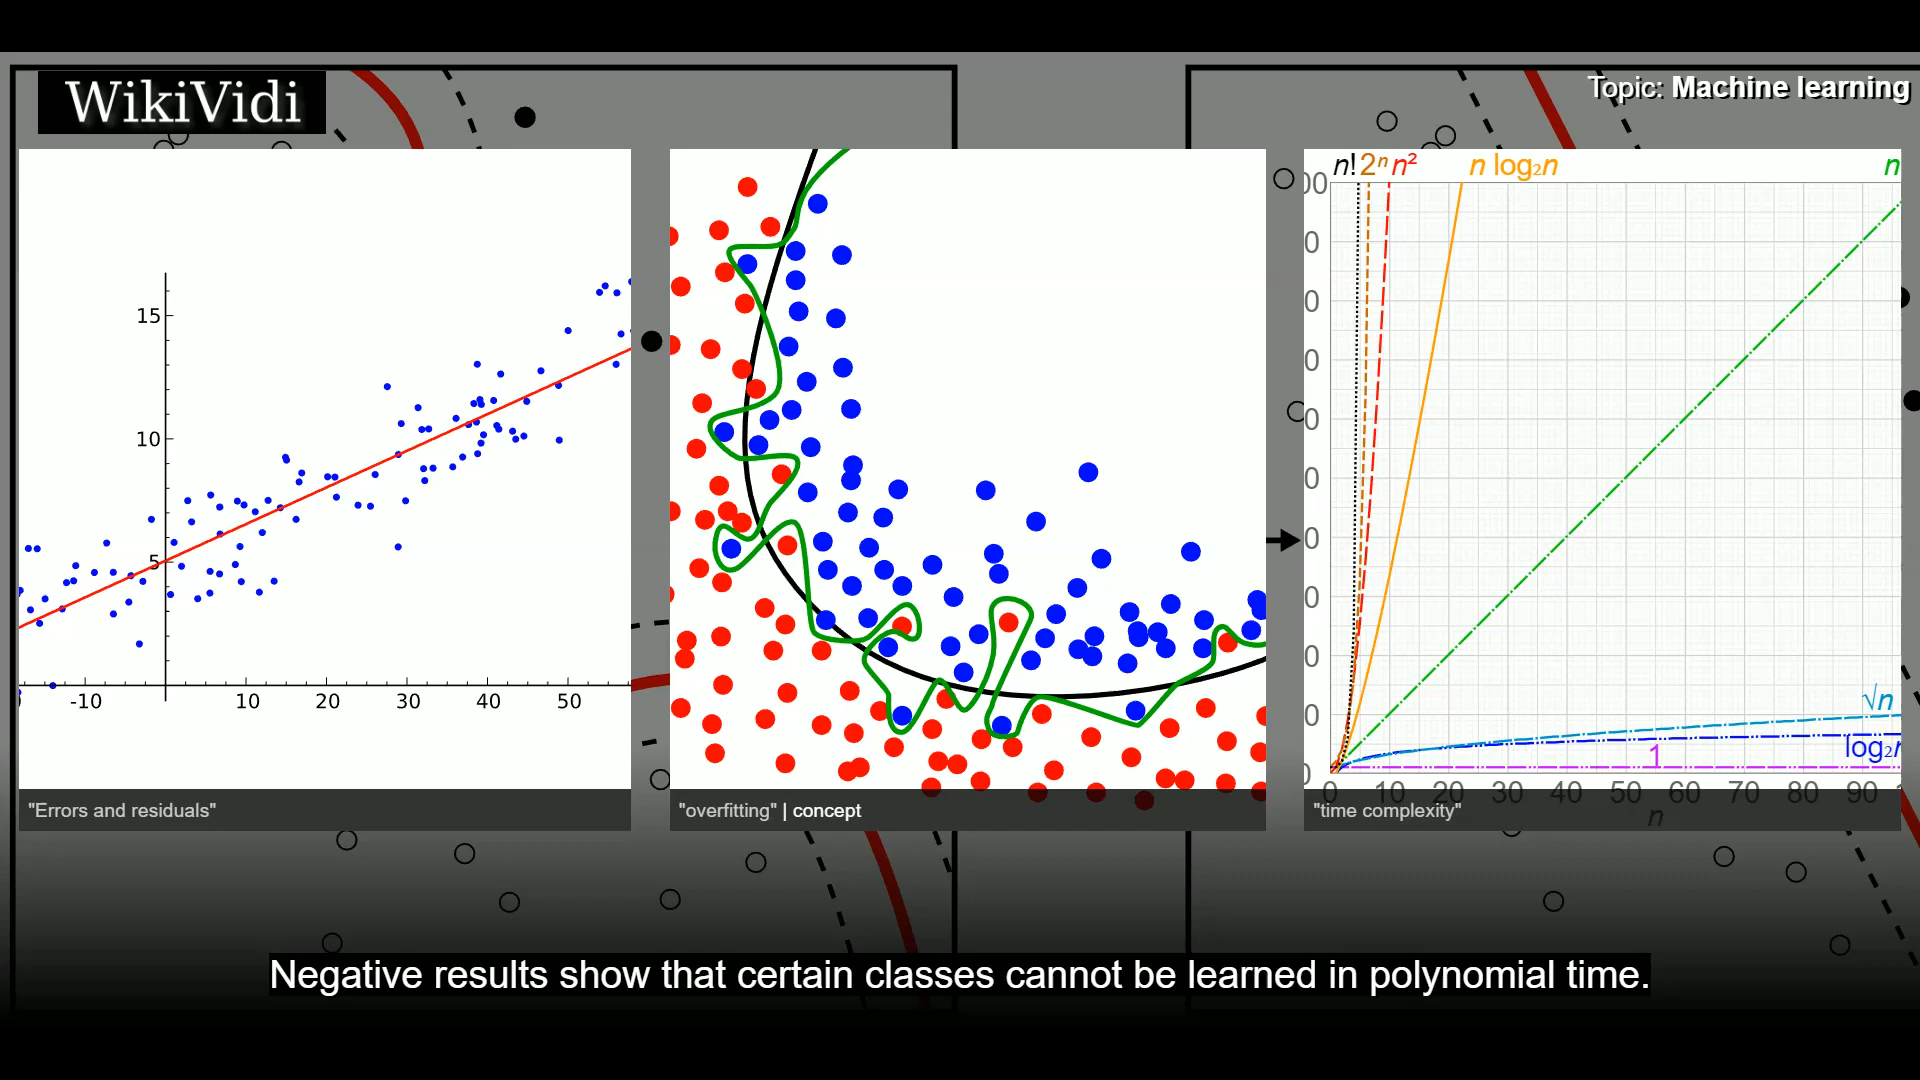 WikiVidi
Topic: Machine learning
15
10
5
-10 10 20 30 40 50
"Errors and residuals"
"overfitting" | concept
n! 2ⁿ n² n log₂n n
√n
log₂n
1
0 10 20 30 40 50 60 70 80 90
n
"time complexity"
Negative results show that certain classes cannot be learned in polynomial time.